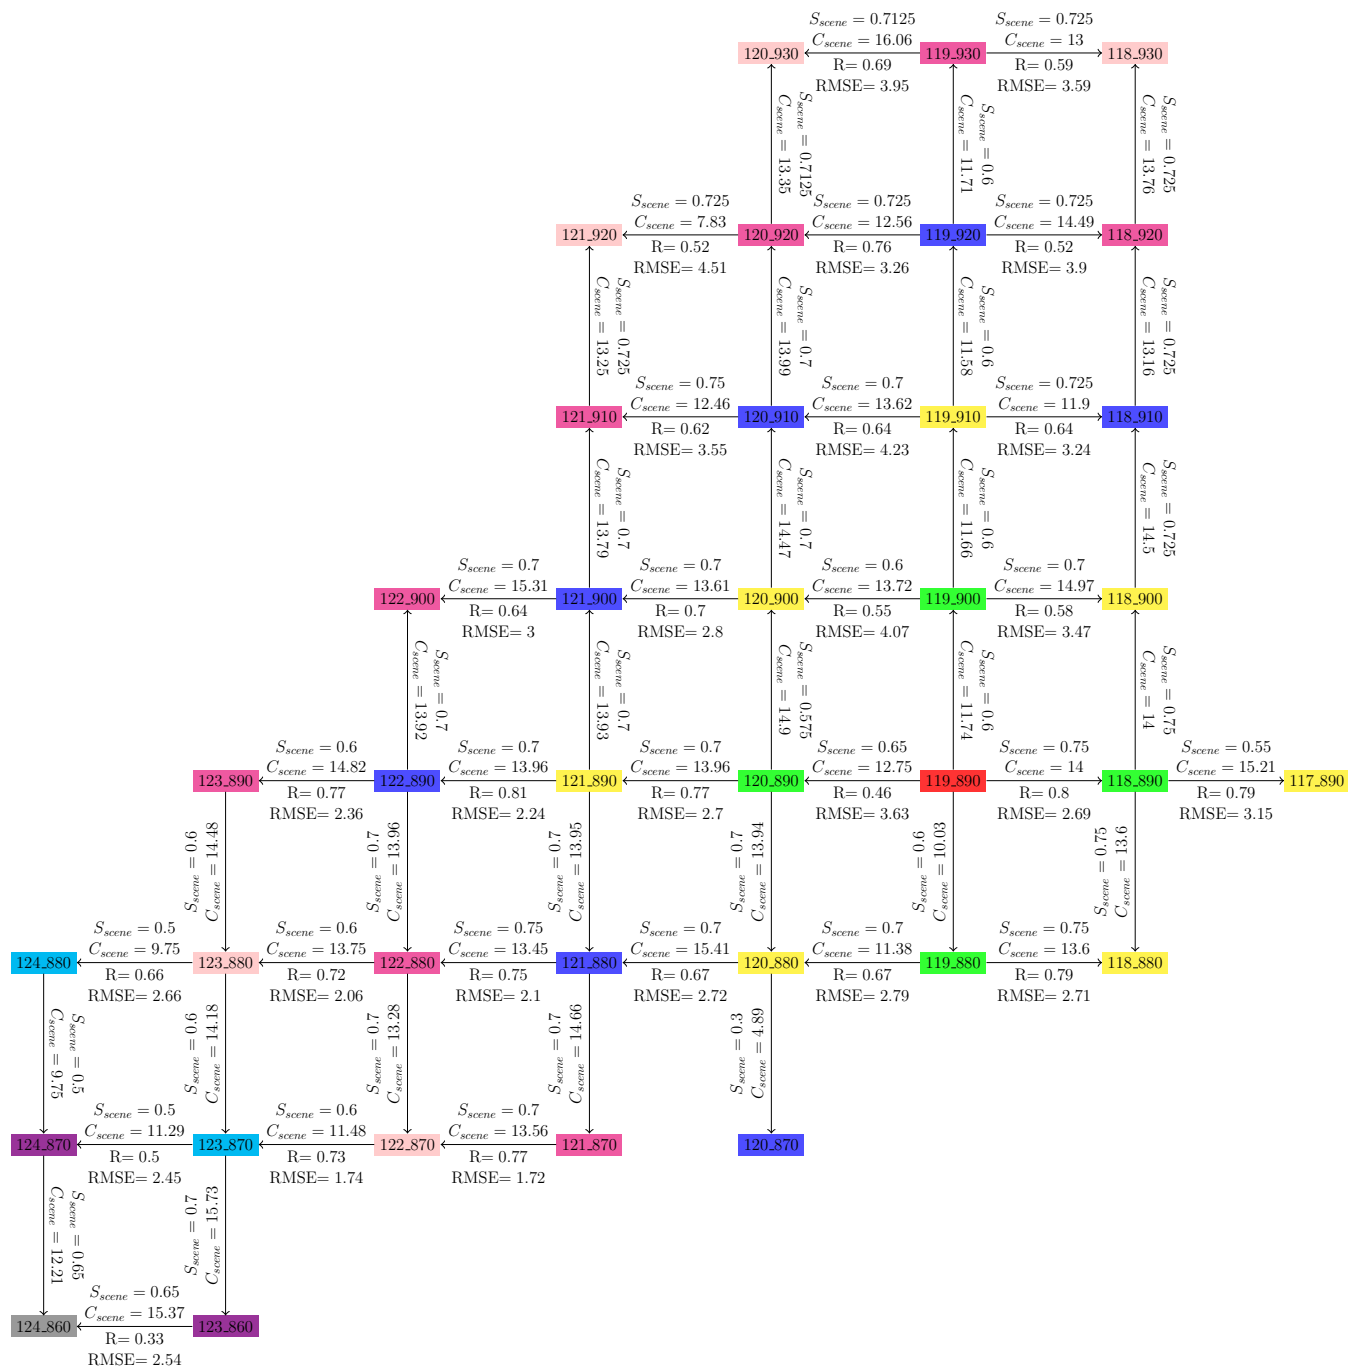 S_scene = 0.7125
S_scene = 0.725
C_scene = 16.06
C_scene = 13
120_930
119_930
118_930
R= 0.69
R= 0.59
RMSE= 3.95
RMSE= 3.59
S_scene = 0.7125
C_scene = 13.35
S_scene = 0.6
C_scene = 11.71
S_scene = 0.725
C_scene = 13.76
S_scene = 0.725
S_scene = 0.725
S_scene = 0.725
C_scene = 7.83
C_scene = 12.56
C_scene = 14.49
121_920
120_920
119_920
118_920
R= 0.52
R= 0.76
R= 0.52
RMSE= 4.51
RMSE= 3.26
RMSE= 3.9
S_scene = 0.725
C_scene = 13.25
S_scene = 0.7
C_scene = 13.99
S_scene = 0.6
C_scene = 11.58
S_scene = 0.725
C_scene = 13.16
S_scene = 0.75
S_scene = 0.7
S_scene = 0.725
C_scene = 12.46
C_scene = 13.62
C_scene = 11.9
121_910
120_910
119_910
118_910
R= 0.62
R= 0.64
R= 0.64
RMSE= 3.55
RMSE= 4.23
RMSE= 3.24
S_scene = 0.7
C_scene = 13.79
S_scene = 0.7
C_scene = 14.47
S_scene = 0.6
C_scene = 11.66
S_scene = 0.725
C_scene = 14.5
S_scene = 0.7
S_scene = 0.7
S_scene = 0.6
S_scene = 0.7
C_scene = 15.31
C_scene = 13.61
C_scene = 13.72
C_scene = 14.97
122_900
121_900
120_900
119_900
118_900
R= 0.64
R= 0.7
R= 0.55
R= 0.58
RMSE= 3
RMSE= 2.8
RMSE= 4.07
RMSE= 3.47
S_scene = 0.7
C_scene = 13.92
S_scene = 0.7
C_scene = 13.93
S_scene = 0.575
C_scene = 14.9
S_scene = 0.6
C_scene = 11.74
S_scene = 0.75
C_scene = 14
S_scene = 0.6
S_scene = 0.7
S_scene = 0.7
S_scene = 0.65
S_scene = 0.75
S_scene = 0.55
C_scene = 14.82
C_scene = 13.96
C_scene = 13.96
C_scene = 12.75
C_scene = 14
C_scene = 15.21
123_890
122_890
121_890
120_890
119_890
118_890
117_890
R= 0.77
R= 0.81
R= 0.77
R= 0.46
R= 0.8
R= 0.79
RMSE= 2.36
RMSE= 2.24
RMSE= 2.7
RMSE= 3.63
RMSE= 2.69
RMSE= 3.15
S_scene = 0.6
C_scene = 14.48
S_scene = 0.7
C_scene = 13.96
S_scene = 0.7
C_scene = 13.95
S_scene = 0.7
C_scene = 13.94
S_scene = 0.6
C_scene = 10.03
S_scene = 0.75
C_scene = 13.6
S_scene = 0.5
S_scene = 0.6
S_scene = 0.75
S_scene = 0.7
S_scene = 0.7
S_scene = 0.75
C_scene = 9.75
C_scene = 13.75
C_scene = 13.45
C_scene = 15.41
C_scene = 11.38
C_scene = 13.6
124_880
123_880
122_880
121_880
120_880
119_880
118_880
R= 0.66
R= 0.72
R= 0.75
R= 0.67
R= 0.67
R= 0.79
RMSE= 2.66
RMSE= 2.06
RMSE= 2.1
RMSE= 2.72
RMSE= 2.79
RMSE= 2.71
S_scene = 0.5
C_scene = 9.75
S_scene = 0.6
C_scene = 14.18
S_scene = 0.7
C_scene = 13.28
S_scene = 0.7
C_scene = 14.66
S_scene = 0.3
C_scene = 4.89
S_scene = 0.5
S_scene = 0.6
S_scene = 0.7
C_scene = 11.29
C_scene = 11.48
C_scene = 13.56
124_870
123_870
122_870
121_870
120_870
R= 0.5
R= 0.73
R= 0.77
RMSE= 2.45
RMSE= 1.74
RMSE= 1.72
S_scene = 0.65
C_scene = 12.21
S_scene = 0.7
C_scene = 15.73
S_scene = 0.65
C_scene = 15.37
124_860
123_860
R= 0.33
RMSE= 2.54